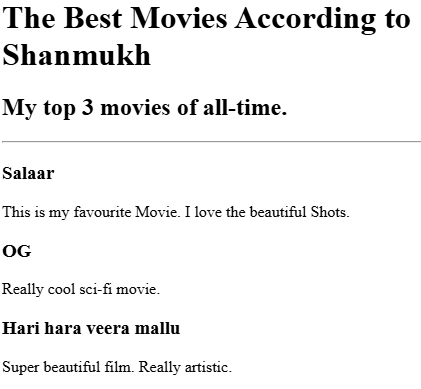 The Best Movies According to
Shanmukh
My top 3 movies of all-time.
Salaar
This is my favourite Movie. I love the beautiful Shots.
OG
Really cool sci-fi movie.
Hari hara veera mallu
Super beautiful film. Really artistic.